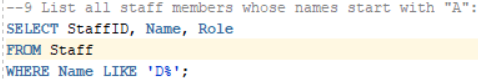 --9 List all staff members whose names start with "A":
SELECT StaffID, Name, Role
FROM Staff
WHERE Name LIKE 'D%';